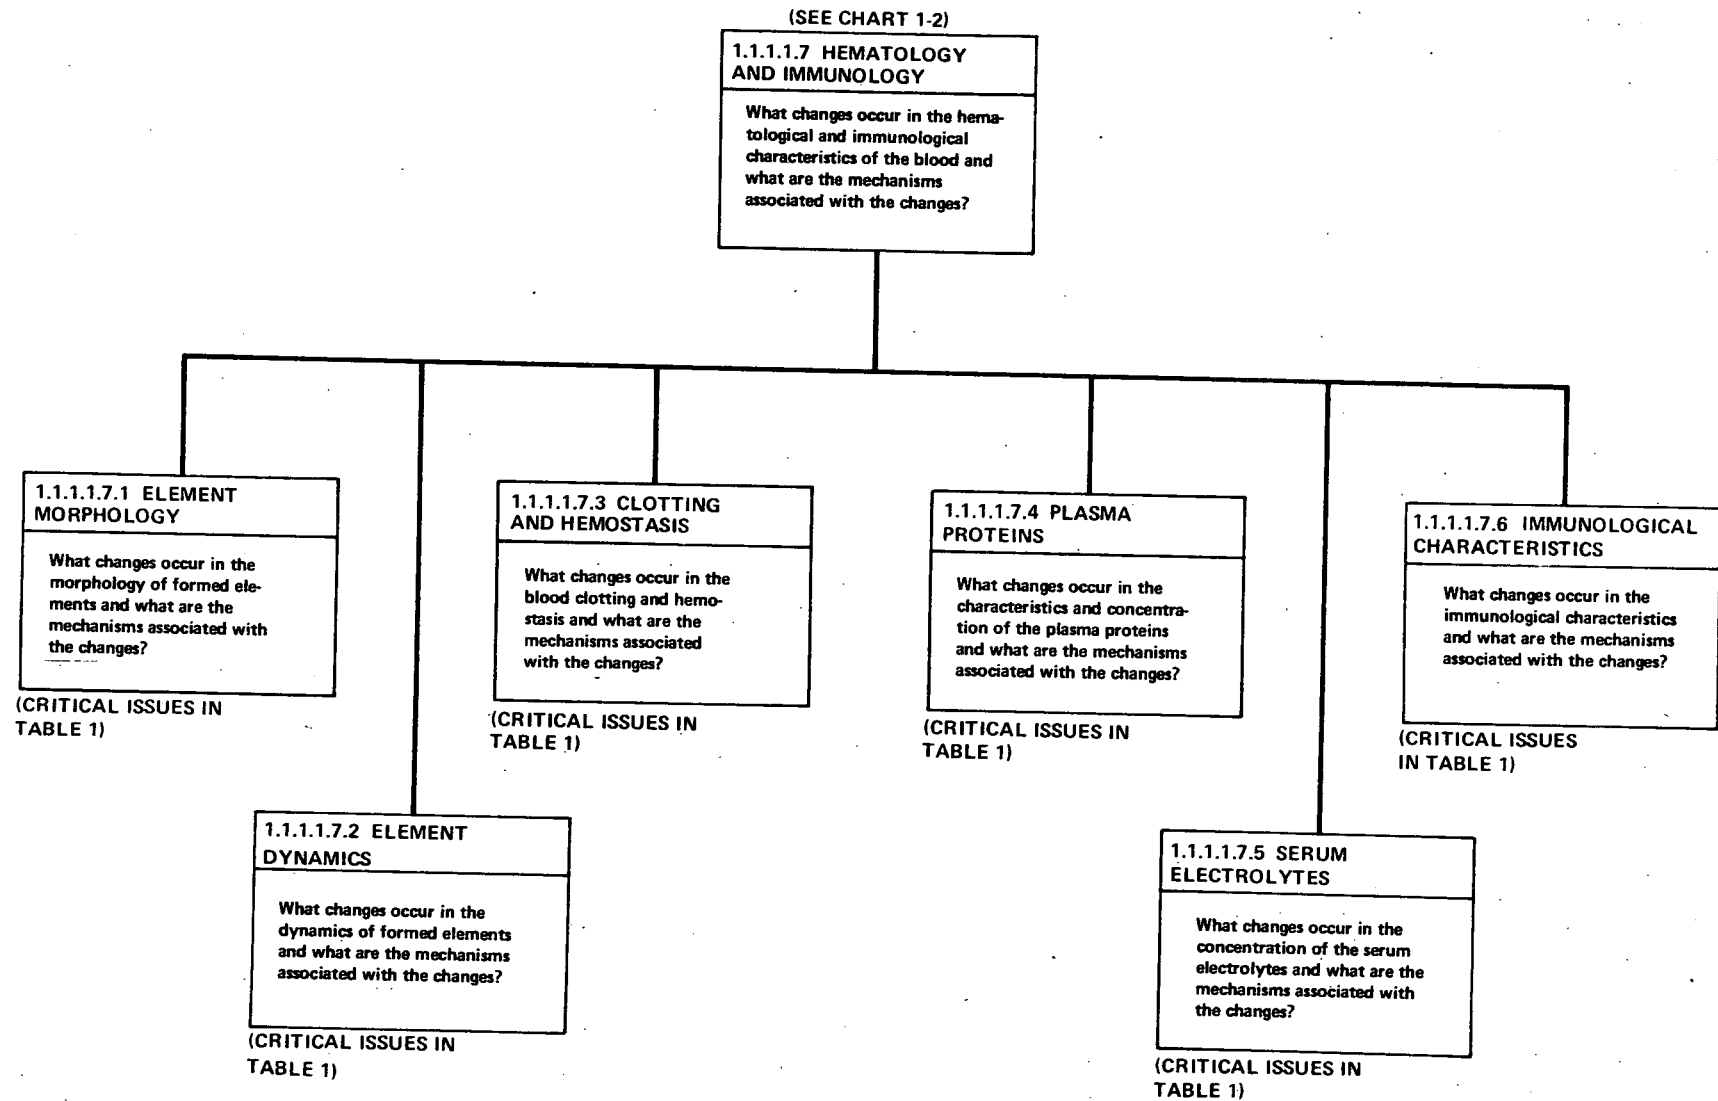 (SEE CHART 1-2)
1.1.1.1.7 HEMATOLOGY
AND IMMUNOLOGY
What changes occur in the hema-
tological and immunological
characteristics of the blood and
what are the mechanisms
associated with the changes?
1.1.1.1.7.1 ELEMENT
MORPHOLOGY
What changes occur in the
morphology of formed ele-
ments and what are the
mechanisms associated with
the changes?
(CRITICAL ISSUES IN
TABLE 1)
1.1.1.1.7.2 ELEMENT
DYNAMICS
What changes occur in the
dynamics of formed elements
and what are the mechanisms
associated with the changes?
(CRITICAL ISSUES IN
TABLE 1)
1.1.1.1.7.3 CLOTTING
AND HEMOSTASIS
What changes occur in the
blood clotting and hemo-
stasis and what are the
mechanisms associated
with the changes?
(CRITICAL ISSUES IN
TABLE 1)
1.1.1.1.7.4 PLASMA
PROTEINS
What changes occur in the
characteristics and concentra-
tion of the plasma proteins
and what are the mechanisms
associated with the changes?
(CRITICAL ISSUES IN
TABLE 1)
1.1.1.1.7.5 SERUM
ELECTROLYTES
What changes occur in the
concentration of the serum
electrolytes and what are the
mechanisms associated with
the changes?
(CRITICAL ISSUES IN
TABLE 1)
1.1.1.1.7.6 IMMUNOLOGICAL
CHARACTERISTICS
What changes occur in the
immunological characteristics
and what are the mechanisms
associated with the changes?
(CRITICAL ISSUES
IN TABLE 1)